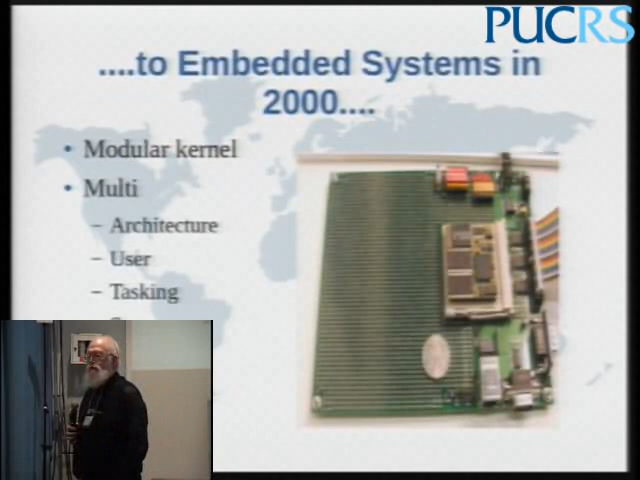 PUCRS
....to Embedded Systems in
2000....
• Modular kernel
• Multi
– Architecture
– User
– Tasking